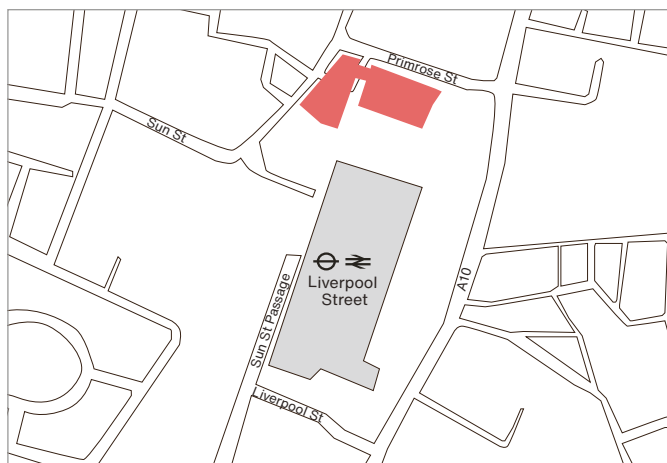 Primrose St
Sun St
Liverpool
Street
A10
Sun St Passage
Liverpool St